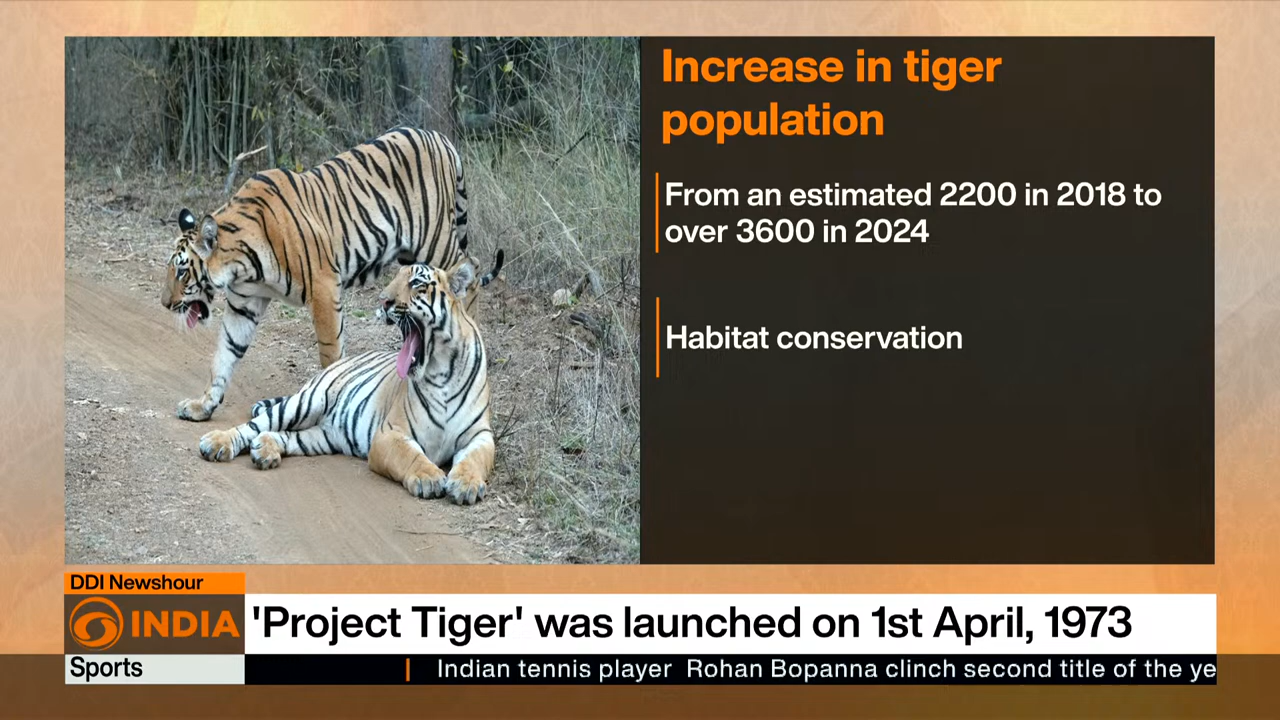 Increase in tiger
population
From an estimated 2200 in 2018 to
over 3600 in 2024
Habitat conservation
DDI Newshour
INDIA
'Project Tiger' was launched on 1st April, 1973
Sports
Indian tennis player Rohan Bopanna clinch second title of the ye